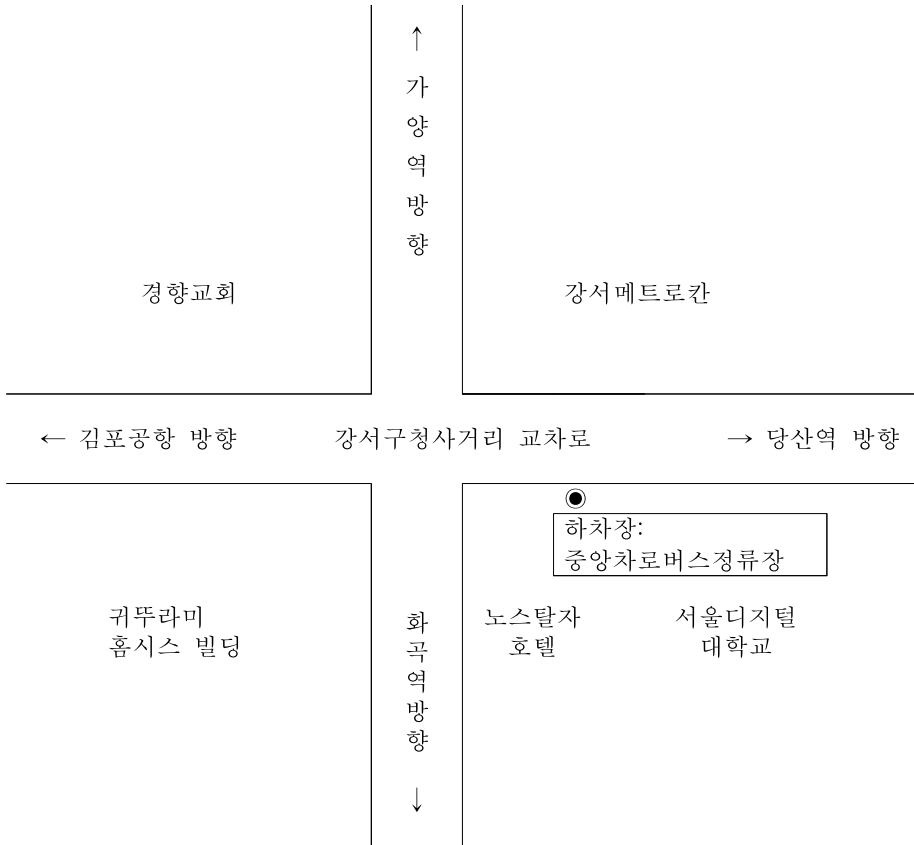 ↑
가양역방향
경향교회
강서메트로칸
← 김포공항 방향
강서구청사거리 교차로
→ 당산역 방향
하차장:
중앙차로버스정류장
귀뚜라미
홈시스 빌딩
화곡역방향
↓
노스탈자
호텔
서울디지털
대학교